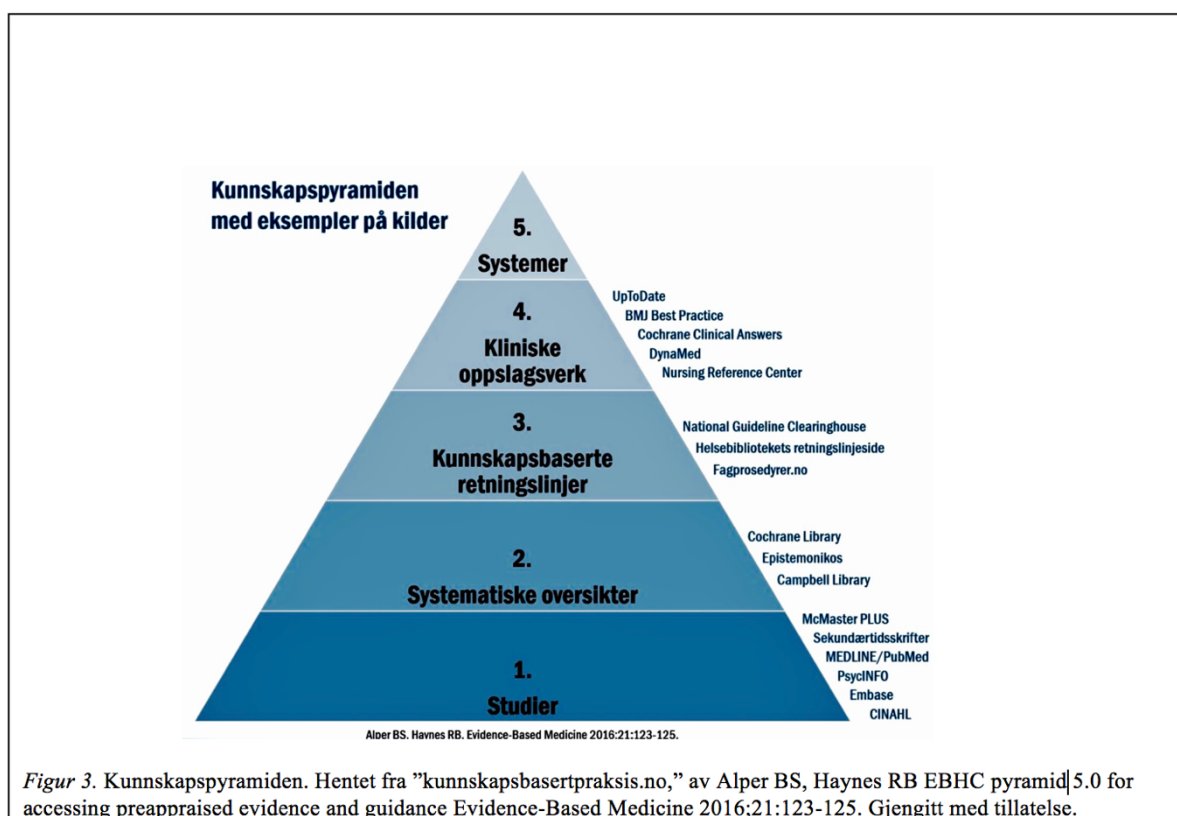 Kunnskapspyramiden
med eksempler på kilder
5.
Systemer
4.
Kliniske
oppslagsverk
UpToDate
BMJ Best Practice
Cochrane Clinical Answers
DynaMed
Nursing Reference Center
3.
Kunnskapsbaserte
retningslinjer
National Guideline Clearinghouse
Helsebibliotekets retningslinjeside
Fagprosedyrer.no
2.
Systematiske oversikter
Cochrane Library
Epistemonikos
Campbell Library
1.
Studier
McMaster PLUS
Sekundærtidsskrifter
MEDLINE/PubMed
PsycINFO
Embase
CINAHL
Alper BS. Haynes RB. Evidence-Based Medicine 2016:21:123-125.
Figur 3. Kunnskapspyramiden. Hentet fra ”kunnskapsbasertpraksis.no,” av Alper BS, Haynes RB EBHC pyramid 5.0 for
accessing preappraised evidence and guidance Evidence-Based Medicine 2016;21:123-125. Gjengitt med tillatelse.